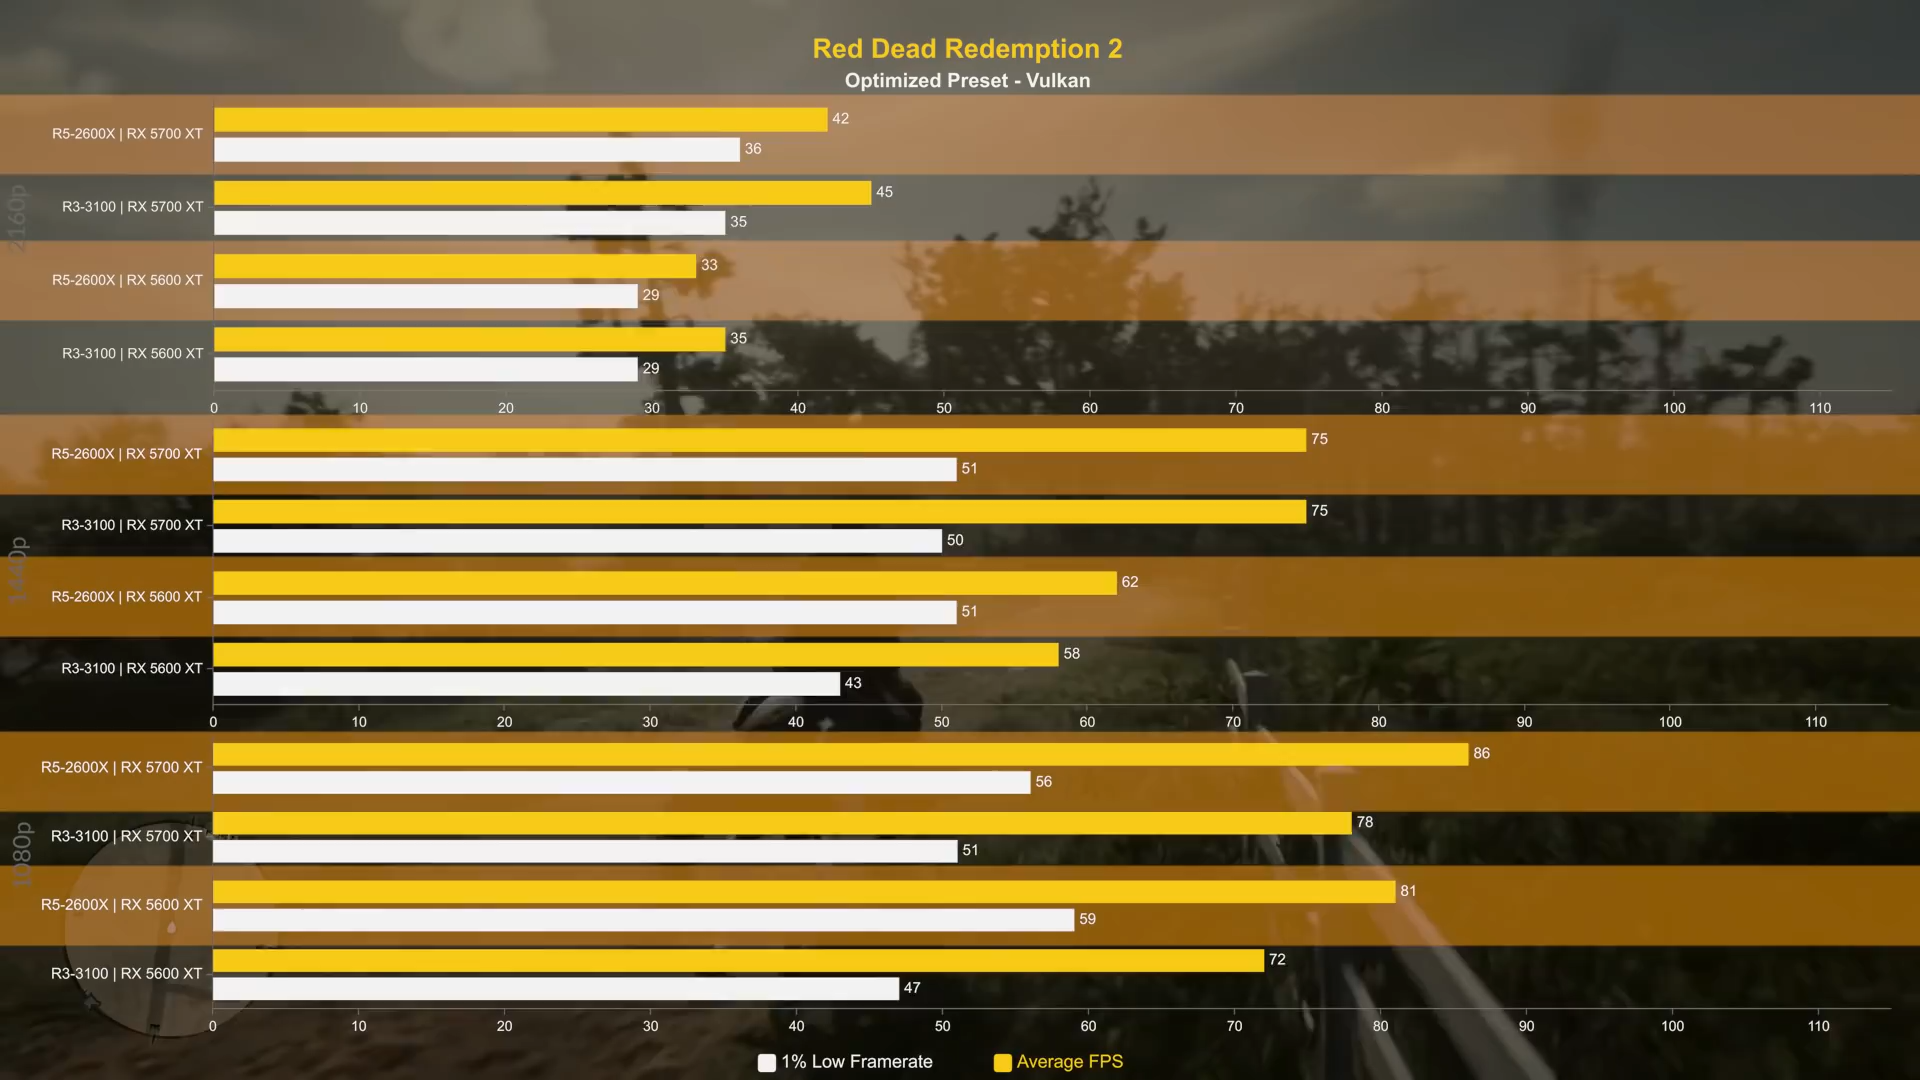 Red Dead Redemption 2
Optimized Preset - Vulkan
2160p
R5-2600X | RX 5700 XT
42
36
R3-3100 | RX 5700 XT
45
35
R5-2600X | RX 5600 XT
33
29
R3-3100 | RX 5600 XT
35
29
0 10 20 30 40 50 60 70 80 90 100 110
1440p
R5-2600X | RX 5700 XT
75
51
R3-3100 | RX 5700 XT
75
50
R5-2600X | RX 5600 XT
62
51
R3-3100 | RX 5600 XT
58
43
0 10 20 30 40 50 60 70 80 90 100 110
1080p
R5-2600X | RX 5700 XT
86
56
R3-3100 | RX 5700 XT
78
51
R5-2600X | RX 5600 XT
81
59
R3-3100 | RX 5600 XT
72
47
0 10 20 30 40 50 60 70 80 90 100 110
1% Low Framerate Average FPS